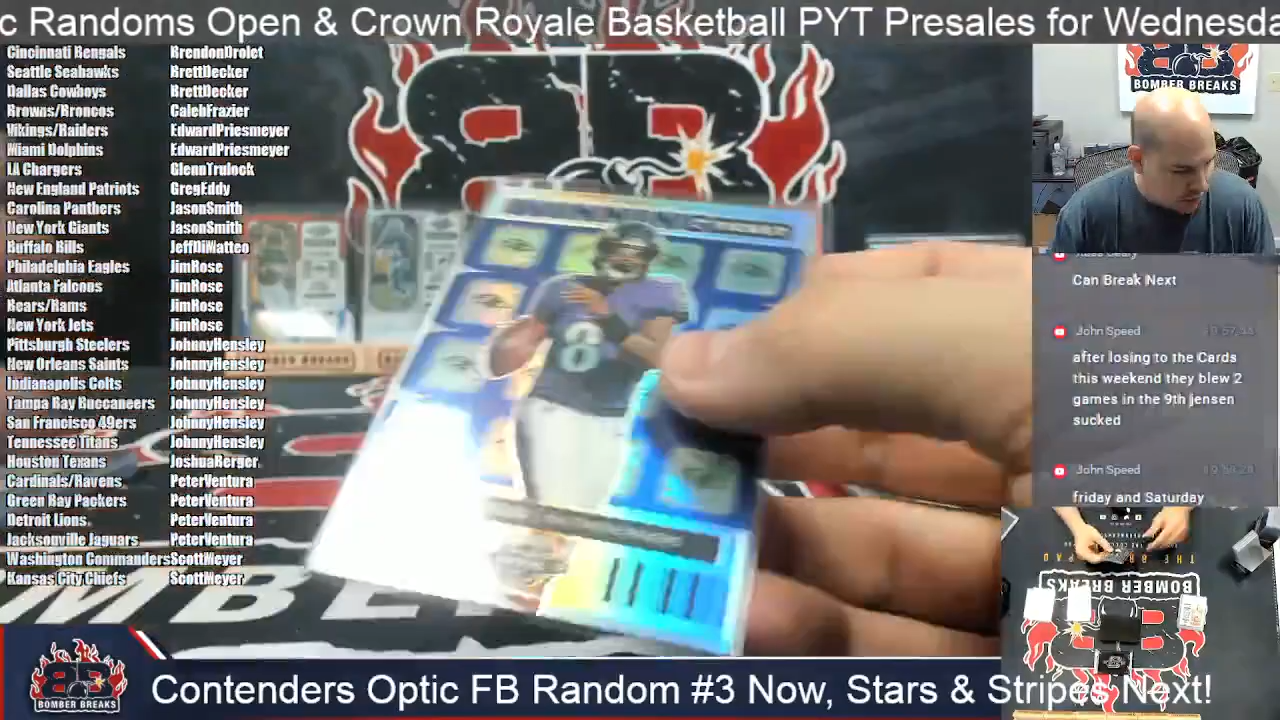 c Randoms Open & Crown Royale Basketball PYT Presales for Wednesda
Cincinnati Bengals BrendonDrolet
Seattle Seahawks BrettDecker
Dallas Cowboys BrettDecker
Browns/Broncos CalebFrazier
Vikings/Raiders EdwardPriesmeyer
Miami Dolphins EdwardPriesmeyer
LA Chargers GlennTrulock
New England Patriots GregEddy
Carolina Panthers JasonSmith
New York Giants JasonSmith
Buffalo Bills JeffDiMatteo
Philadelphia Eagles JimRose
Atlanta Falcons JimRose
Bears/Rams JimRose
New York Jets JimRose
Pittsburgh Steelers JohnnyHensley
New Orleans Saints JohnnyHensley
Indianapolis Colts JohnnyHensley
Tampa Bay Buccaneers JohnnyHensley
San Francisco 49ers JohnnyHensley
Tennessee Titans JohnnyHensley
Houston Texans JoshuaBerger
Cardinals/Ravens PeterVentura
Green Bay Packers PeterVentura
Detroit Lions PeterVentura
Jacksonville Jaguars PeterVentura
Washington Commanders ScottMeyer
Kansas City Chiefs ScottMeyer
BB
8
BOMBER BREAKS
Can Break Next
John Speed
after losing to the Cards
this weekend they blew 2
games in the 9th jensen
sucked
John Speed
friday and Saturday
BOMBER BREAKS
BB
BOMBER BREAKS
Contenders Optic FB Random #3 Now, Stars & Stripes Next!